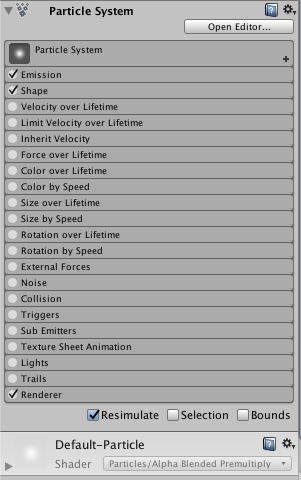 Particle System
Open Editor...
Particle System
Emission
Shape
Velocity over Lifetime
Limit Velocity over Lifetime
Inherit Velocity
Force over Lifetime
Color over Lifetime
Color by Speed
Size over Lifetime
Size by Speed
Rotation over Lifetime
Rotation by Speed
External Forces
Noise
Collision
Triggers
Sub Emitters
Texture Sheet Animation
Lights
Trails
Renderer
Resimulate Selection Bounds
Default-Particle
Shader Particles/Alpha Blended Premultiply